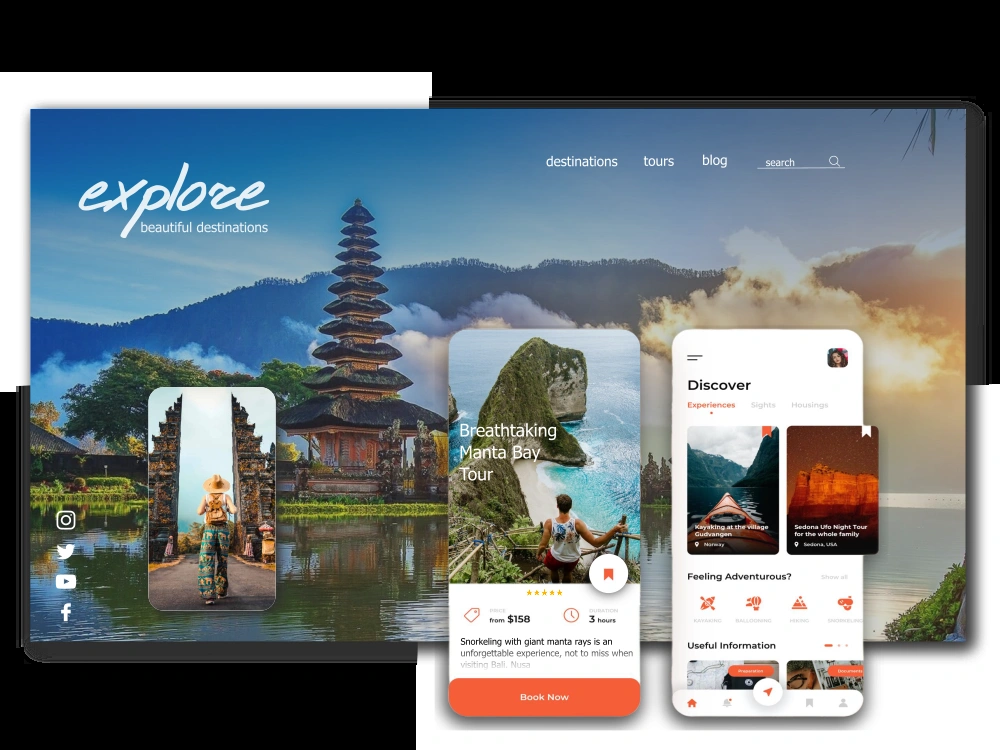 explore
beautiful destinations
destinations
tours
blog
search
Breathtaking
Manta Bay
Tour
PRICE
from $158
DURATION
3 hours
Snorkeling with giant manta rays is an
unforgettable experience, not to miss when
visiting Bali. Nusa
Book Now
Discover
Experiences
Sights
Housings
Kayaking at the village
Gudvangen
Norway
Sedona Ufo Night Tour
for the whole family
Sedona, USA
Feeling Adventurous?
Show all
KAYAKING
BALLOONING
HIKING
SNORKELING
Useful Information
Preparation
Documents